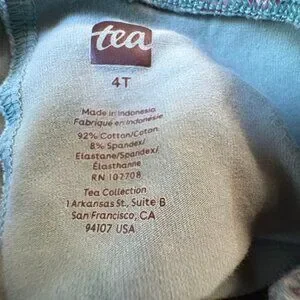 tea
4T
Made in Indonesia
Fabriqué en Indonésie
92% Cotton/Coton
8% Spandex/
Elastane/Spandex/
Élasthanne
RN 107708
Tea Collection
1 Arkansas St., Suite B
San Francisco, CA
94107 USA